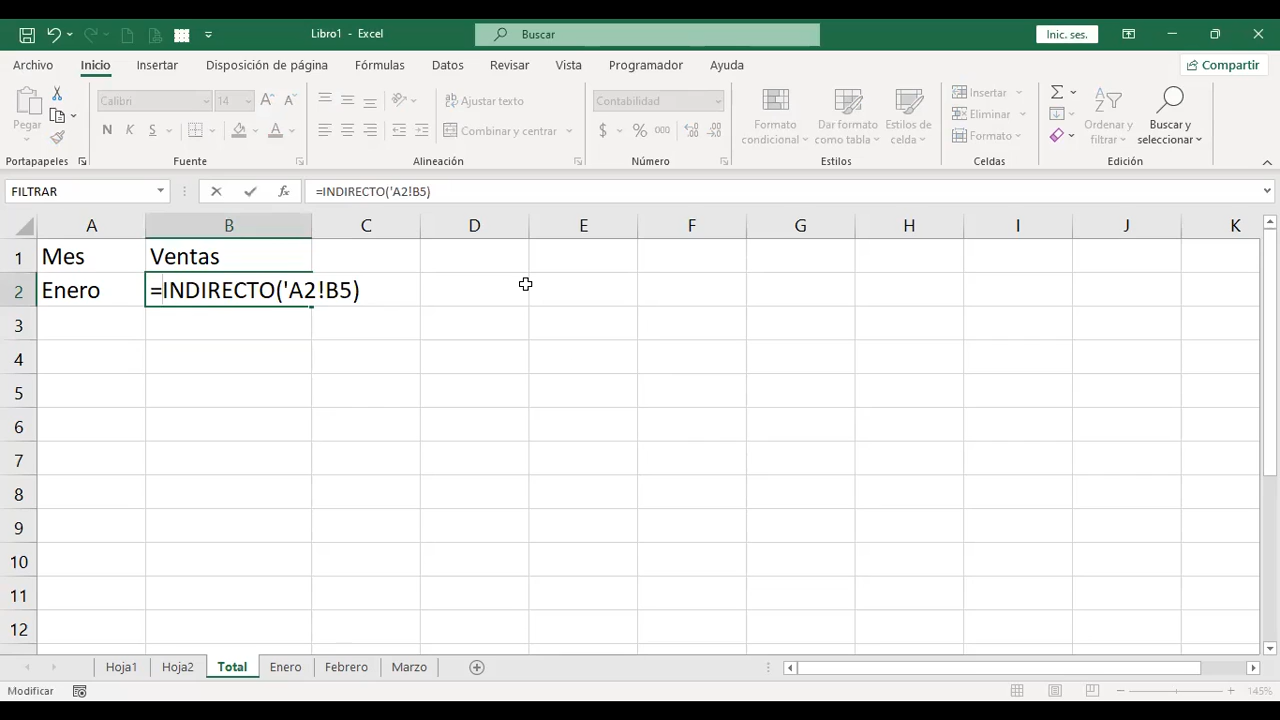 Libro1 - Excel
Buscar
Inic. ses.
Archivo Inicio Insertar Disposición de página Fórmulas Datos Revisar Vista Programador Ayuda Compartir
Pegar
Portapapeles
Calibri 14
N K S
Fuente
Ajustar texto
Combinar y centrar
Alineación
Contabilidad
$ % 000
Número
Formato condicional
Dar formato como tabla
Estilos de celda
Estilos
Insertar
Eliminar
Formato
Celdas
Ordenar y filtrar
Buscar y seleccionar
Edición
FILTRAR fx =INDIRECTO('A2!B5)
A B C D E F G H I J K
1 Mes Ventas
2 Enero =INDIRECTO('A2!B5)
3
4
5
6
7
8
9
10
11
12
Hoja1 Hoja2 Total Enero Febrero Marzo
Modificar 145%